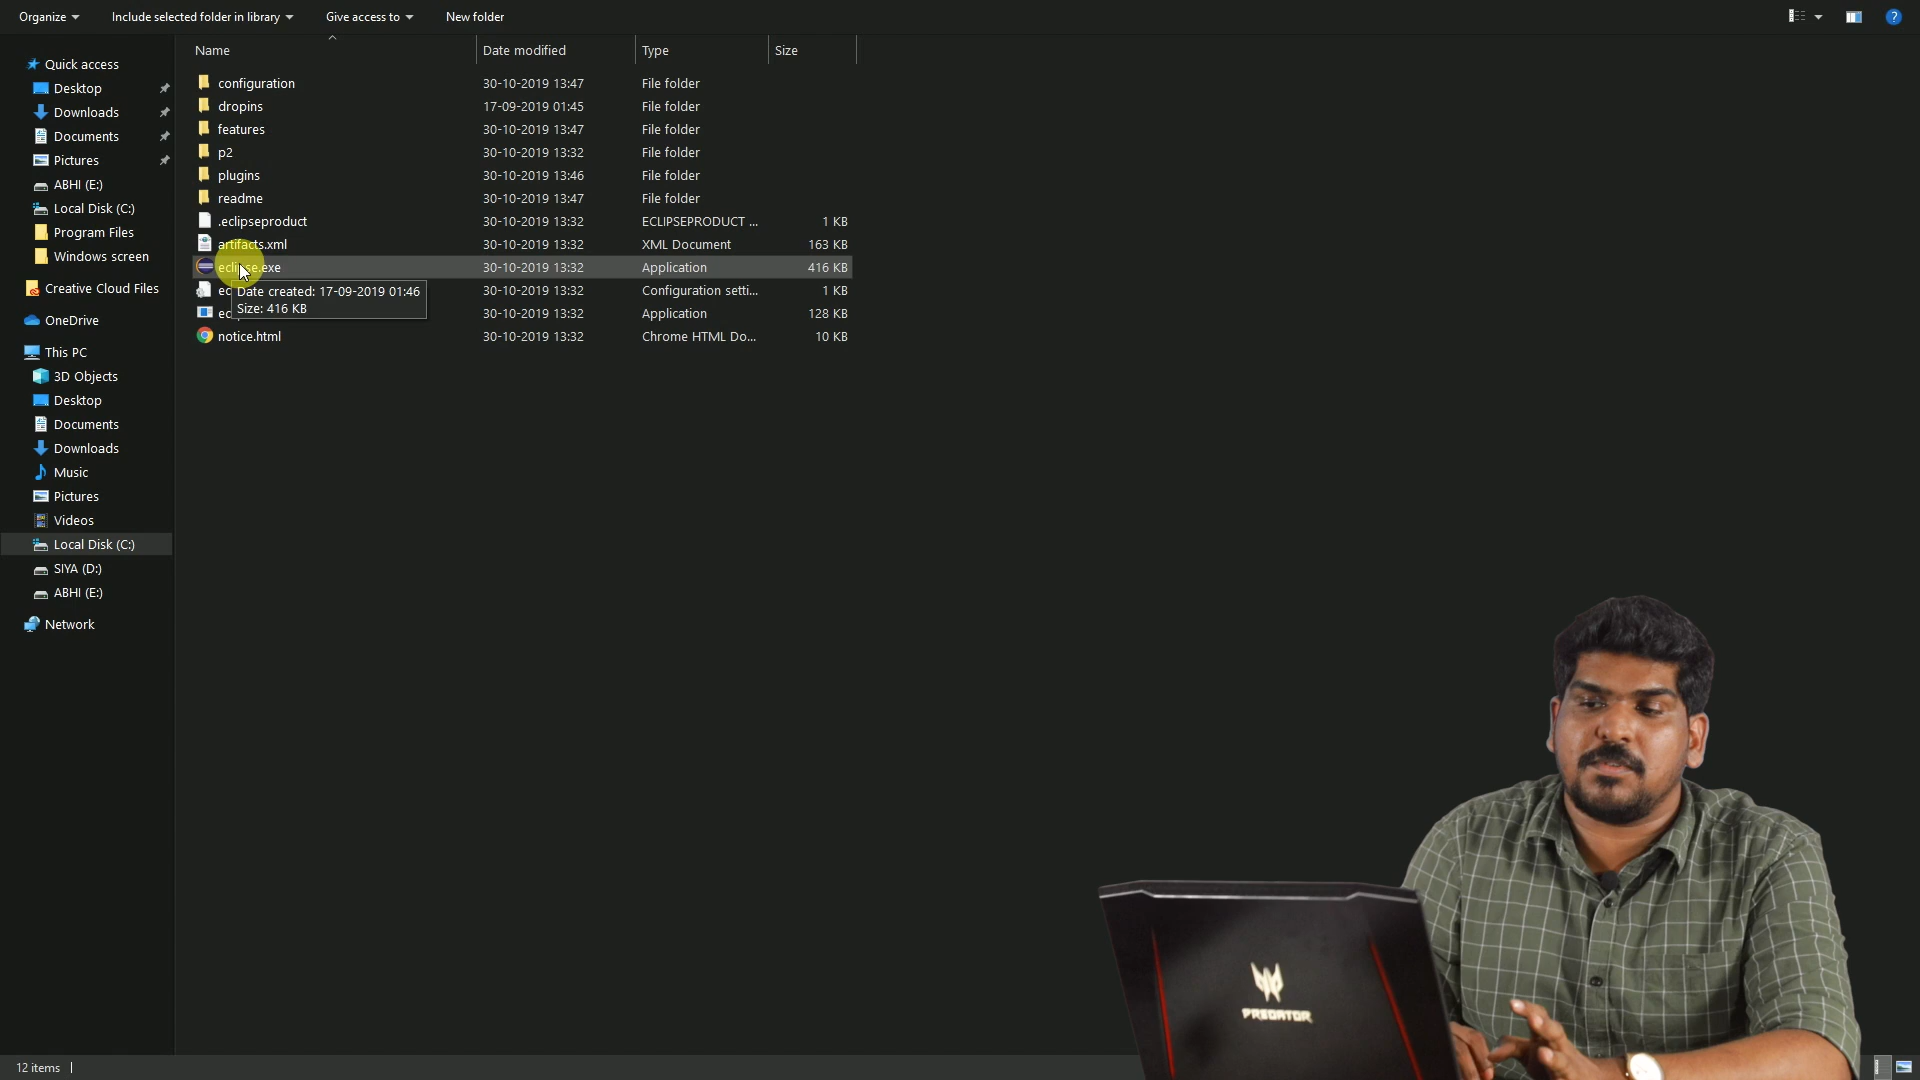 Organize Include selected folder in library Give access to New folder
Name Date modified Type Size
Quick access
Desktop
Downloads
Documents
Pictures
ABHI (E:)
Local Disk (C:)
Program Files
Windows screen
Creative Cloud Files
OneDrive
This PC
3D Objects
Desktop
Documents
Downloads
Music
Pictures
Videos
Local Disk (C:)
SIYA (D:)
ABHI (E:)
Network
configuration 30-10-2019 13:47 File folder
dropins 17-09-2019 01:45 File folder
features 30-10-2019 13:47 File folder
p2 30-10-2019 13:32 File folder
plugins 30-10-2019 13:46 File folder
readme 30-10-2019 13:47 File folder
.eclipseproduct 30-10-2019 13:32 ECLIPSEPRODUCT ... 1 KB
artifacts.xml 30-10-2019 13:32 XML Document 163 KB
eclipse.exe 30-10-2019 13:32 Application 416 KB
30-10-2019 13:32 Configuration setti... 1 KB
30-10-2019 13:32 Application 128 KB
notice.html 30-10-2019 13:32 Chrome HTML Do... 10 KB
Date created: 17-09-2019 01:46
Size: 416 KB
PREDATOR
12 items